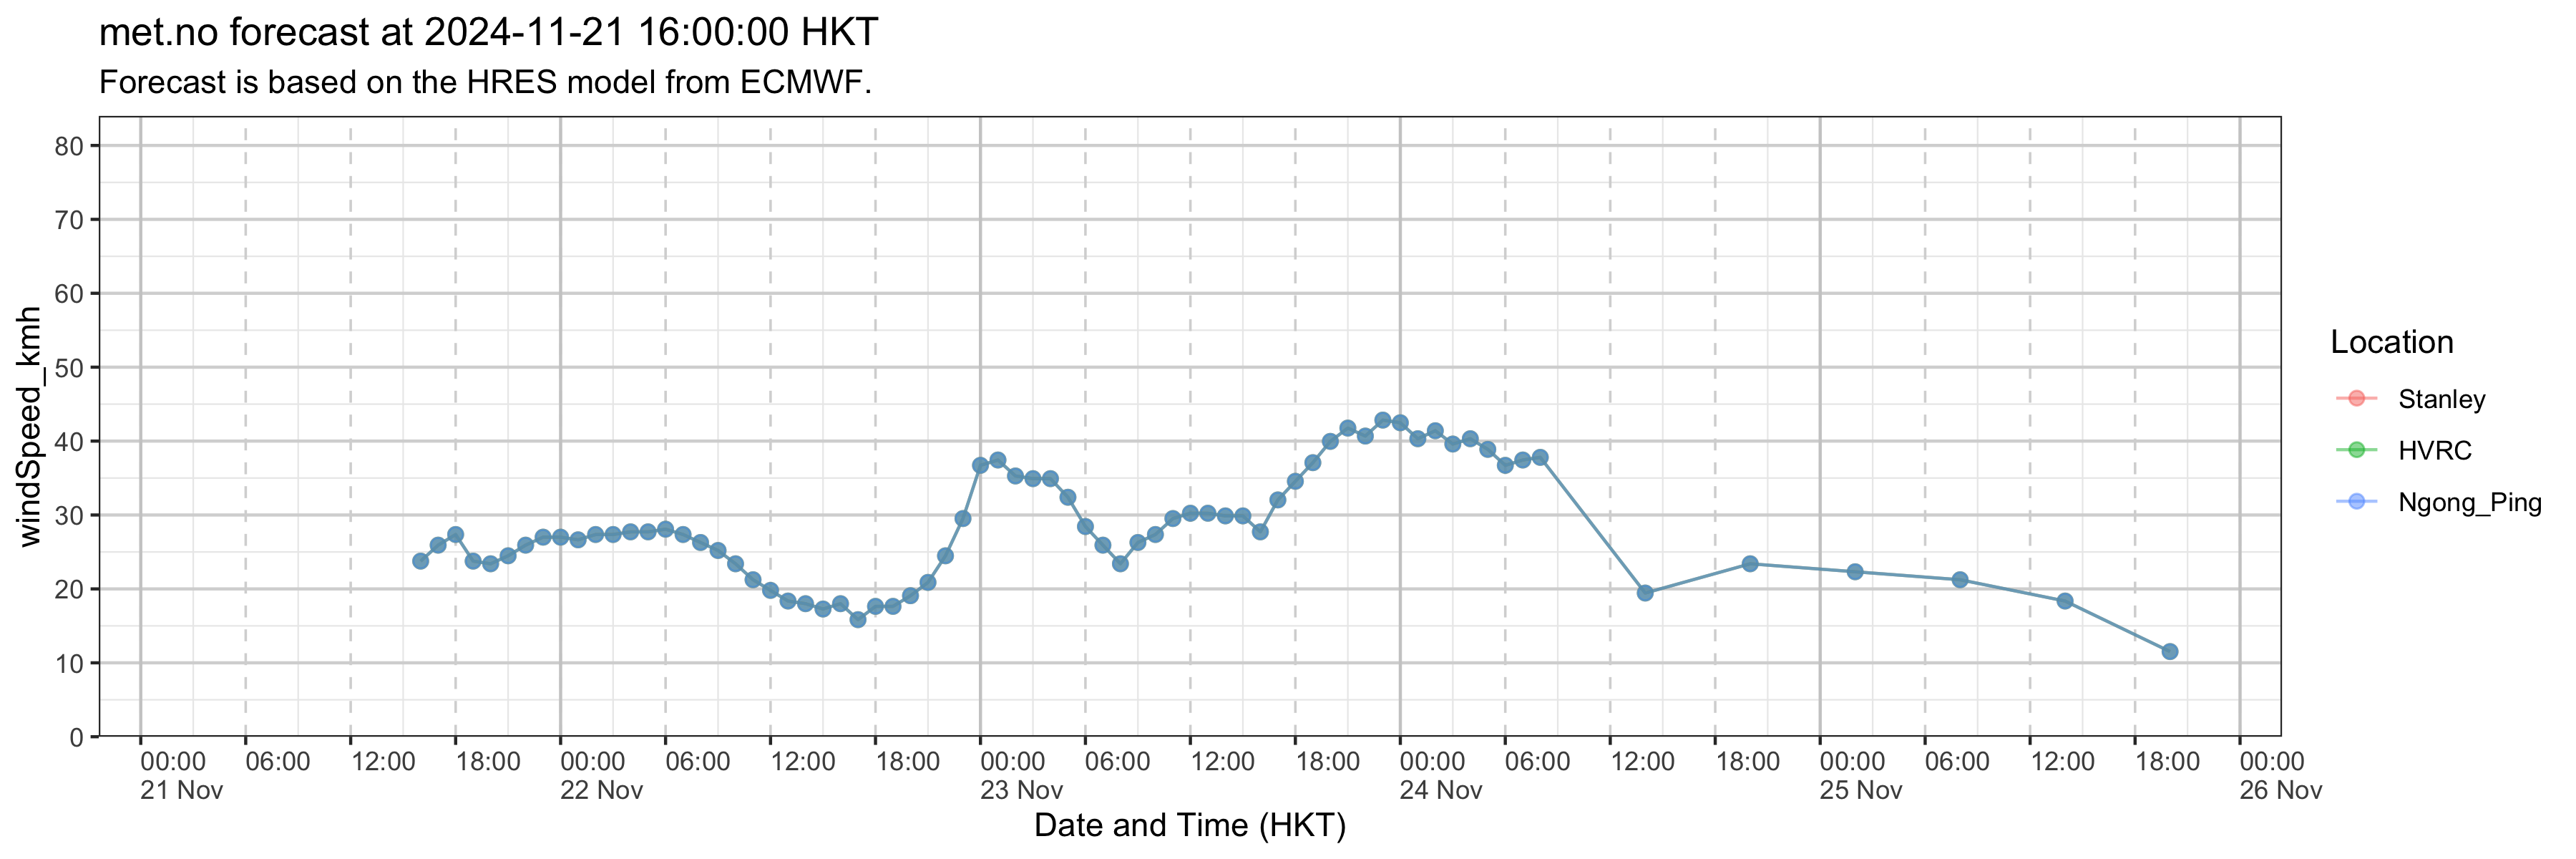 met.no forecast at 2024-11-21 16:00:00 HKT
Forecast is based on the HRES model from ECMWF.
windSpeed_kmh
80
70
60
50
40
30
20
10
0
00:00 06:00 12:00 18:00 00:00 06:00 12:00 18:00 00:00 06:00 12:00 18:00 00:00 06:00 12:00 18:00 00:00 06:00 12:00 18:00 00:00
21 Nov 22 Nov 23 Nov 24 Nov 25 Nov 26 Nov
Date and Time (HKT)
Location
Stanley
HVRC
Ngong_Ping